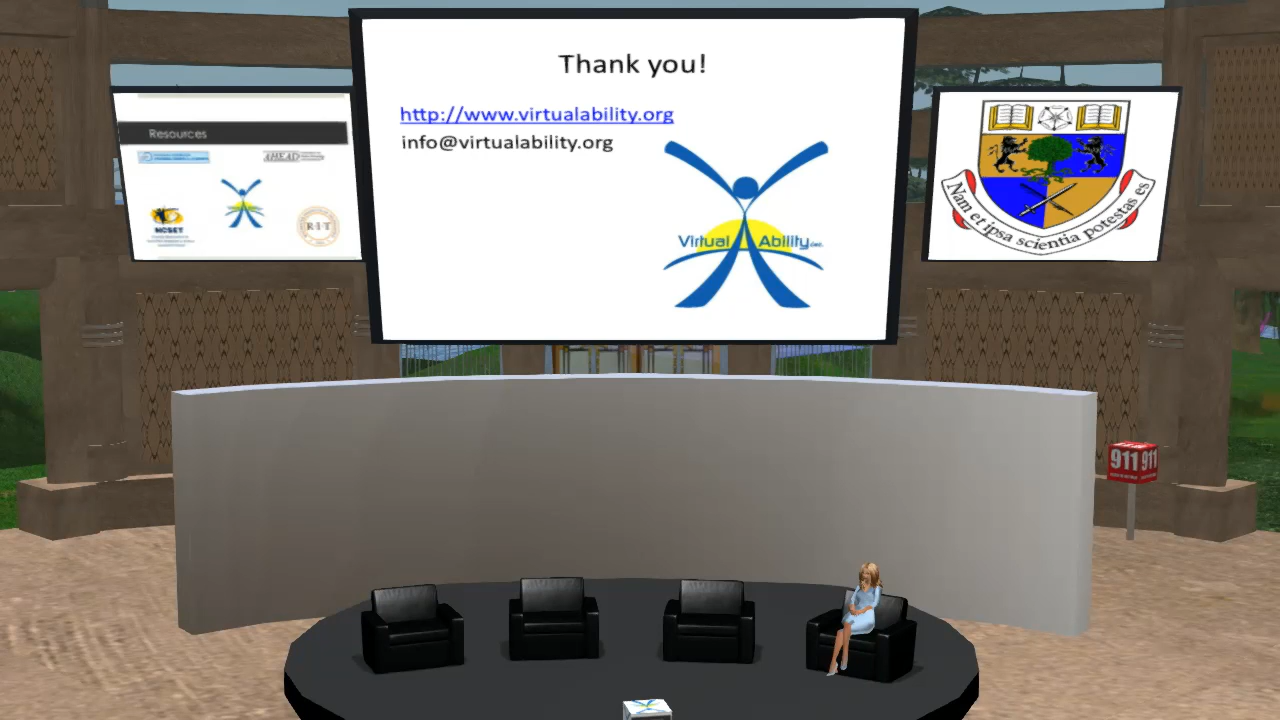 Thank you!
http://www.virtualability.org
info@virtualability.org
Virtual Ability Inc.
Resources
AHEAD
NCSET
R·I·T
Nam et ipsa scientia potestas es
911 911